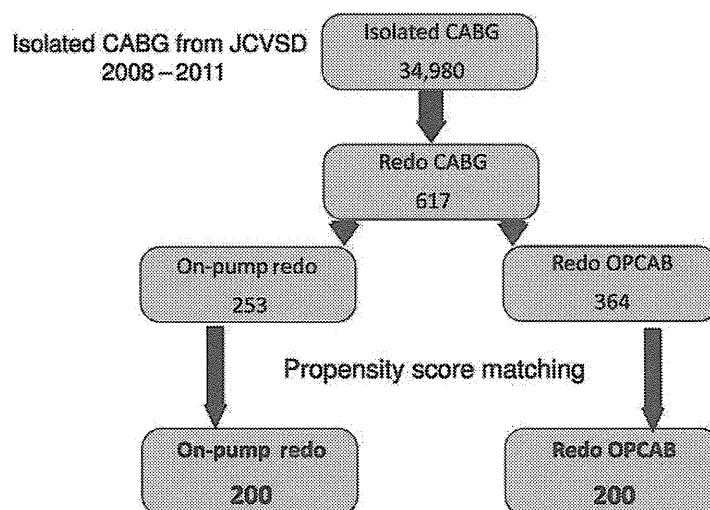 Isolated CABG from JCVSD
2008–2011
Isolated CABG
34,980
Redo CABG
617
On-pump redo
253
Redo OPCAB
364
Propensity score matching
On-pump redo
200
Redo OPCAB
200